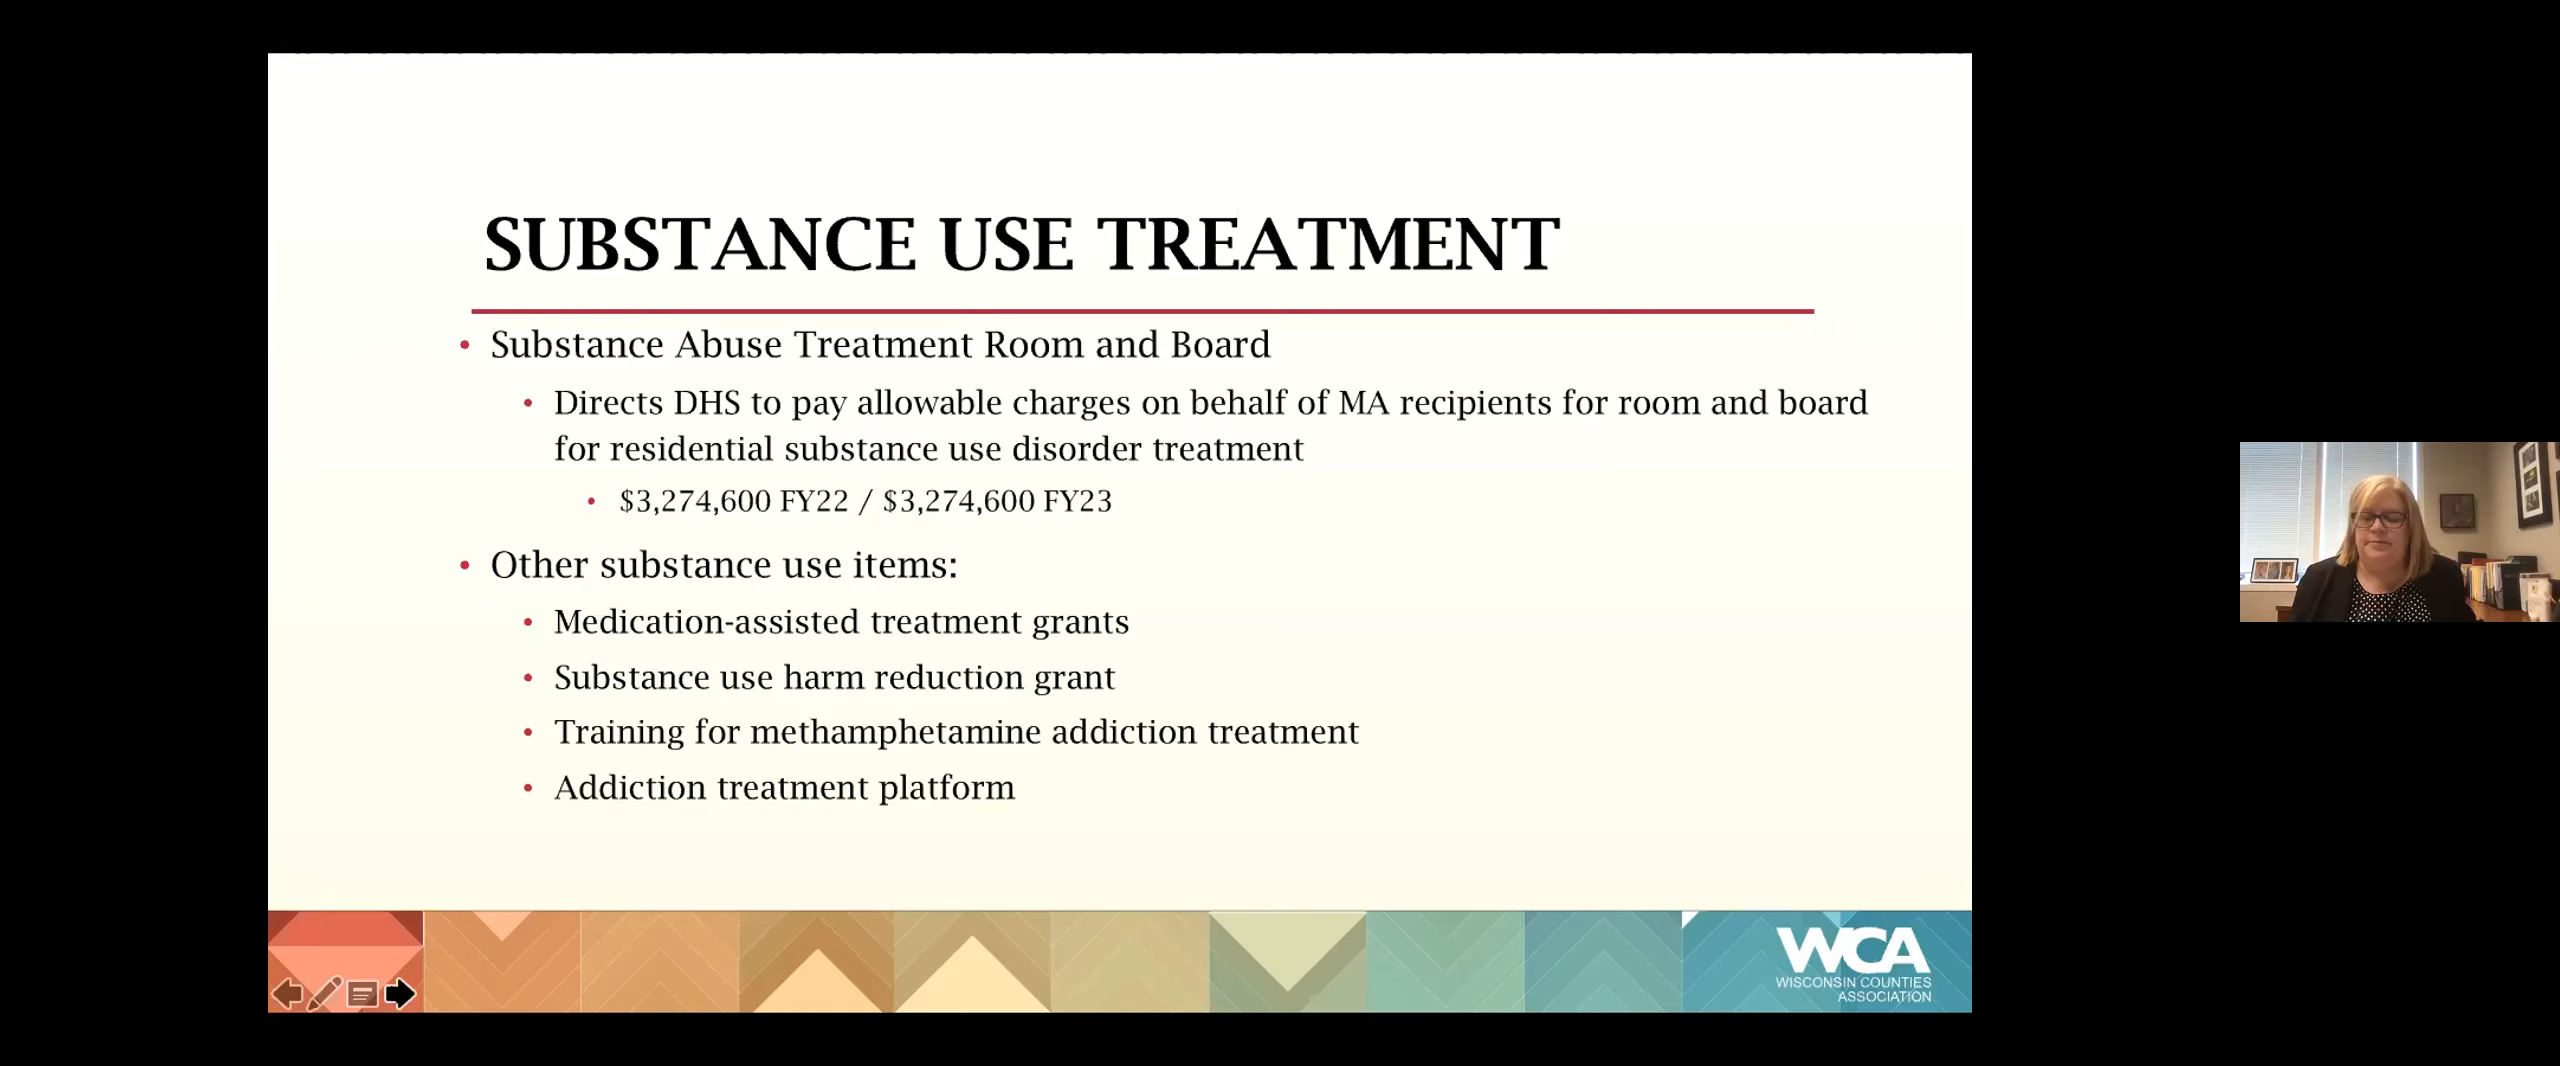 SUBSTANCE USE TREATMENT
• Substance Abuse Treatment Room and Board
• Directs DHS to pay allowable charges on behalf of MA recipients for room and board
for residential substance use disorder treatment
• $3,274,600 FY22 / $3,274,600 FY23
• Other substance use items:
• Medication-assisted treatment grants
• Substance use harm reduction grant
• Training for methamphetamine addiction treatment
• Addiction treatment platform
WCA
WISCONSIN COUNTIES
ASSOCIATION